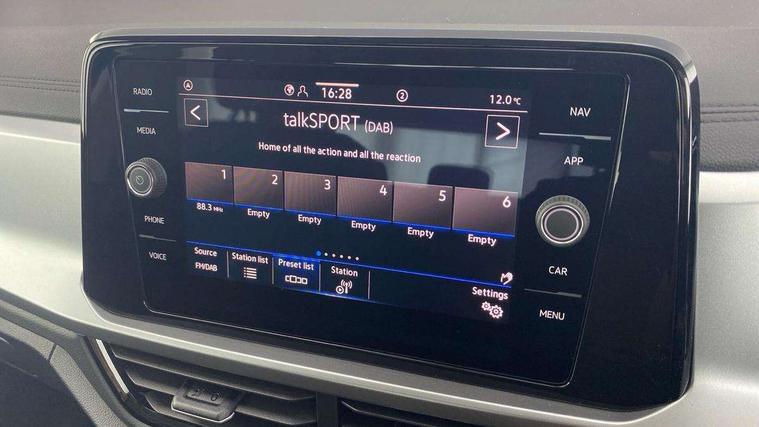 RADIO
MEDIA
PHONE
VOICE
16:28
2
12.0 °C
talkSPORT (DAB)
Home of all the action and all the reaction
1 2 3 4 5 6
88.3 MHz Empty Empty Empty Empty Empty
Source Station list Preset list Station
FM/DAB
Settings
NAV
APP
CAR
MENU